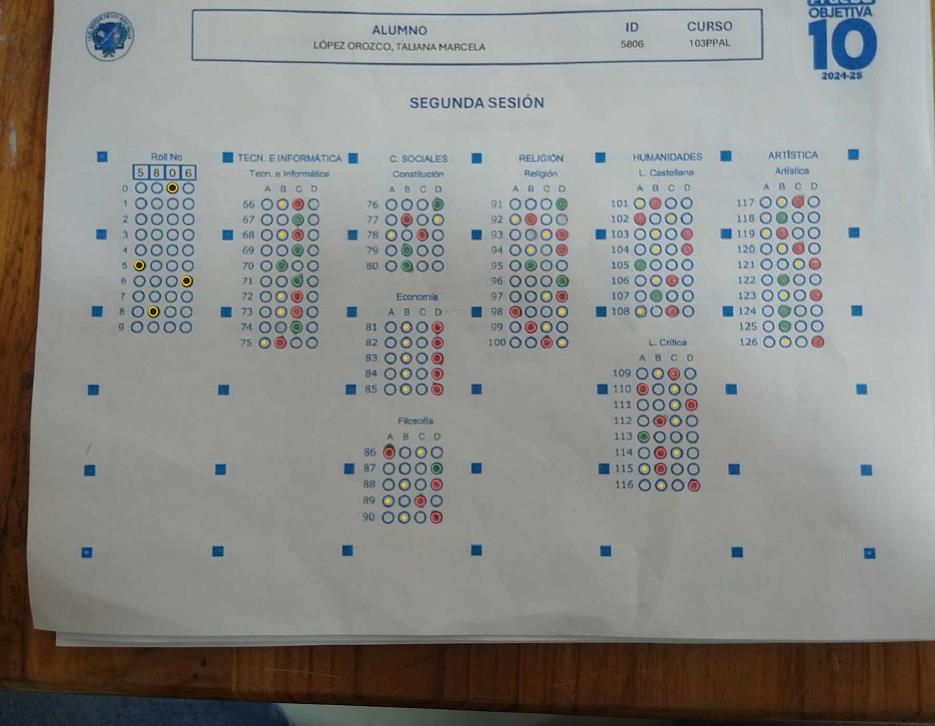 ALUMNO ID CURSO
LÓPEZ OROZCO, TALIANA MARCELA 5806 103PPAL
OBJETIVA
10
2024-25
SEGUNDA SESIÓN
Roll No
5 8 0 6
0
1
2
3
4
5
6
7
8
9
TECN. E INFORMÁTICA
Tecn. e Informática
A B C D
66
67
68
69
70
71
72
73
74
75
C. SOCIALES
Constitución
A B C D
76
77
78
79
80
Economía
A B C D
81
82
83
84
85
Filosofía
A B C D
86
87
88
89
90
RELIGIÓN
Religión
A B C D
91
92
93
94
95
96
97
98
99
100
HUMANIDADES
L. Castellana
A B C D
101
102
103
104
105
106
107
108
L. Crítica
A B C D
109
110
111
112
113
114
115
116
ARTÍSTICA
Artística
A B C D
117
118
119
120
121
122
123
124
125
126